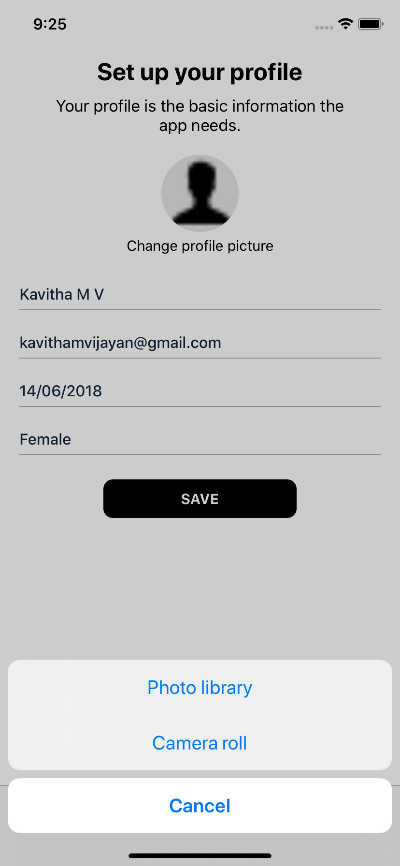 9:25
Set up your profile
Your profile is the basic information the
app needs.
Change profile picture
Kavitha M V
kavithamvijayan@gmail.com
14/06/2018
Female
SAVE
Photo library
Camera roll
Cancel